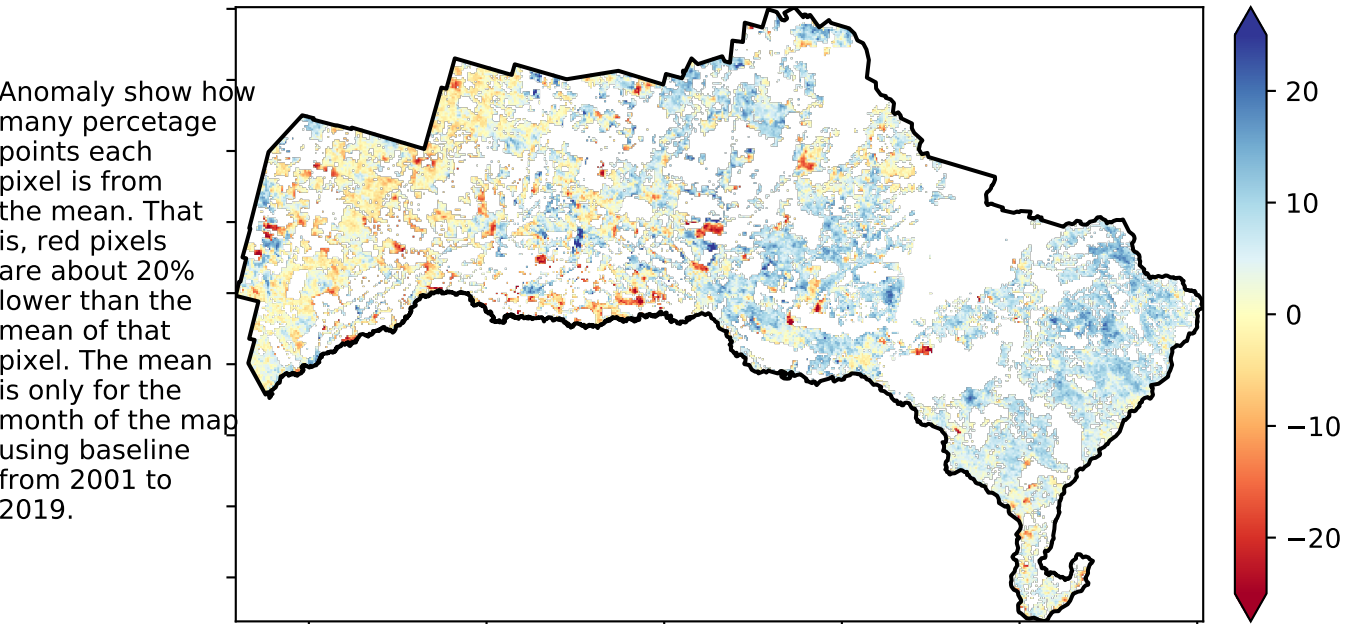 Anomaly show how
many percetage
points each
pixel is from
the mean. That
is, red pixels
are about 20%
lower than the
mean of that
pixel. The mean
is only for the
month of the map
using baseline
from 2001 to
2019.
20
10
0
−10
−20